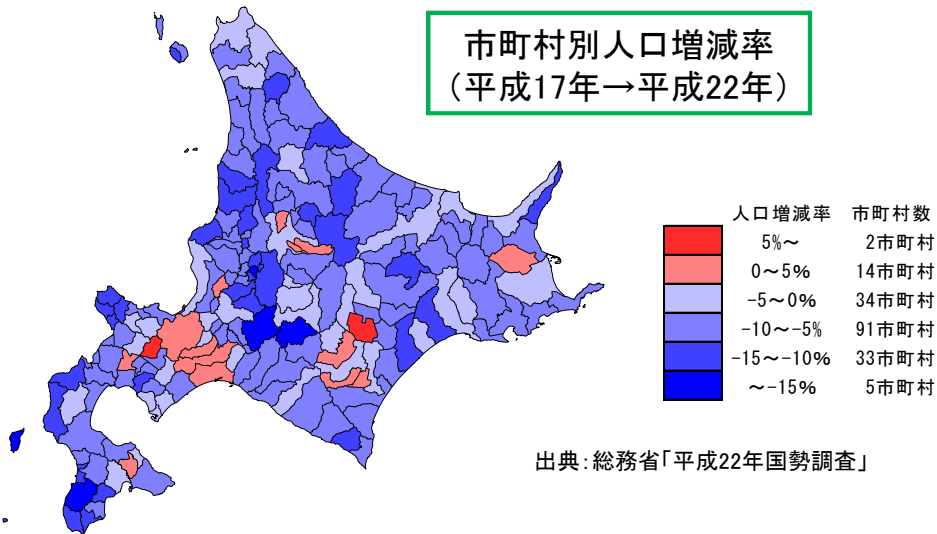 市町村別人口増減率
（平成17年→平成22年）
人口増減率 市町村数
5%～ 2市町村
0～5% 14市町村
-5～0% 34市町村
-10～-5% 91市町村
-15～-10% 33市町村
～-15% 5市町村
出典：総務省「平成22年国勢調査」